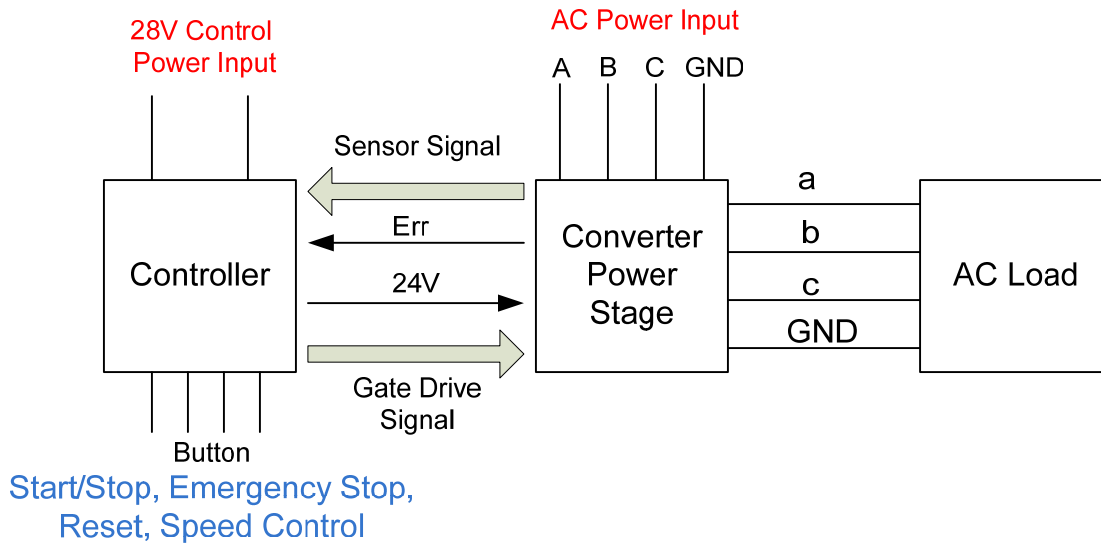 28V Control
Power Input
AC Power Input
A B C GND
Sensor Signal
Err
24V
Gate Drive
Signal
Controller
Converter
Power
Stage
a
b
c
GND
AC Load
Button
Start/Stop, Emergency Stop,
Reset, Speed Control